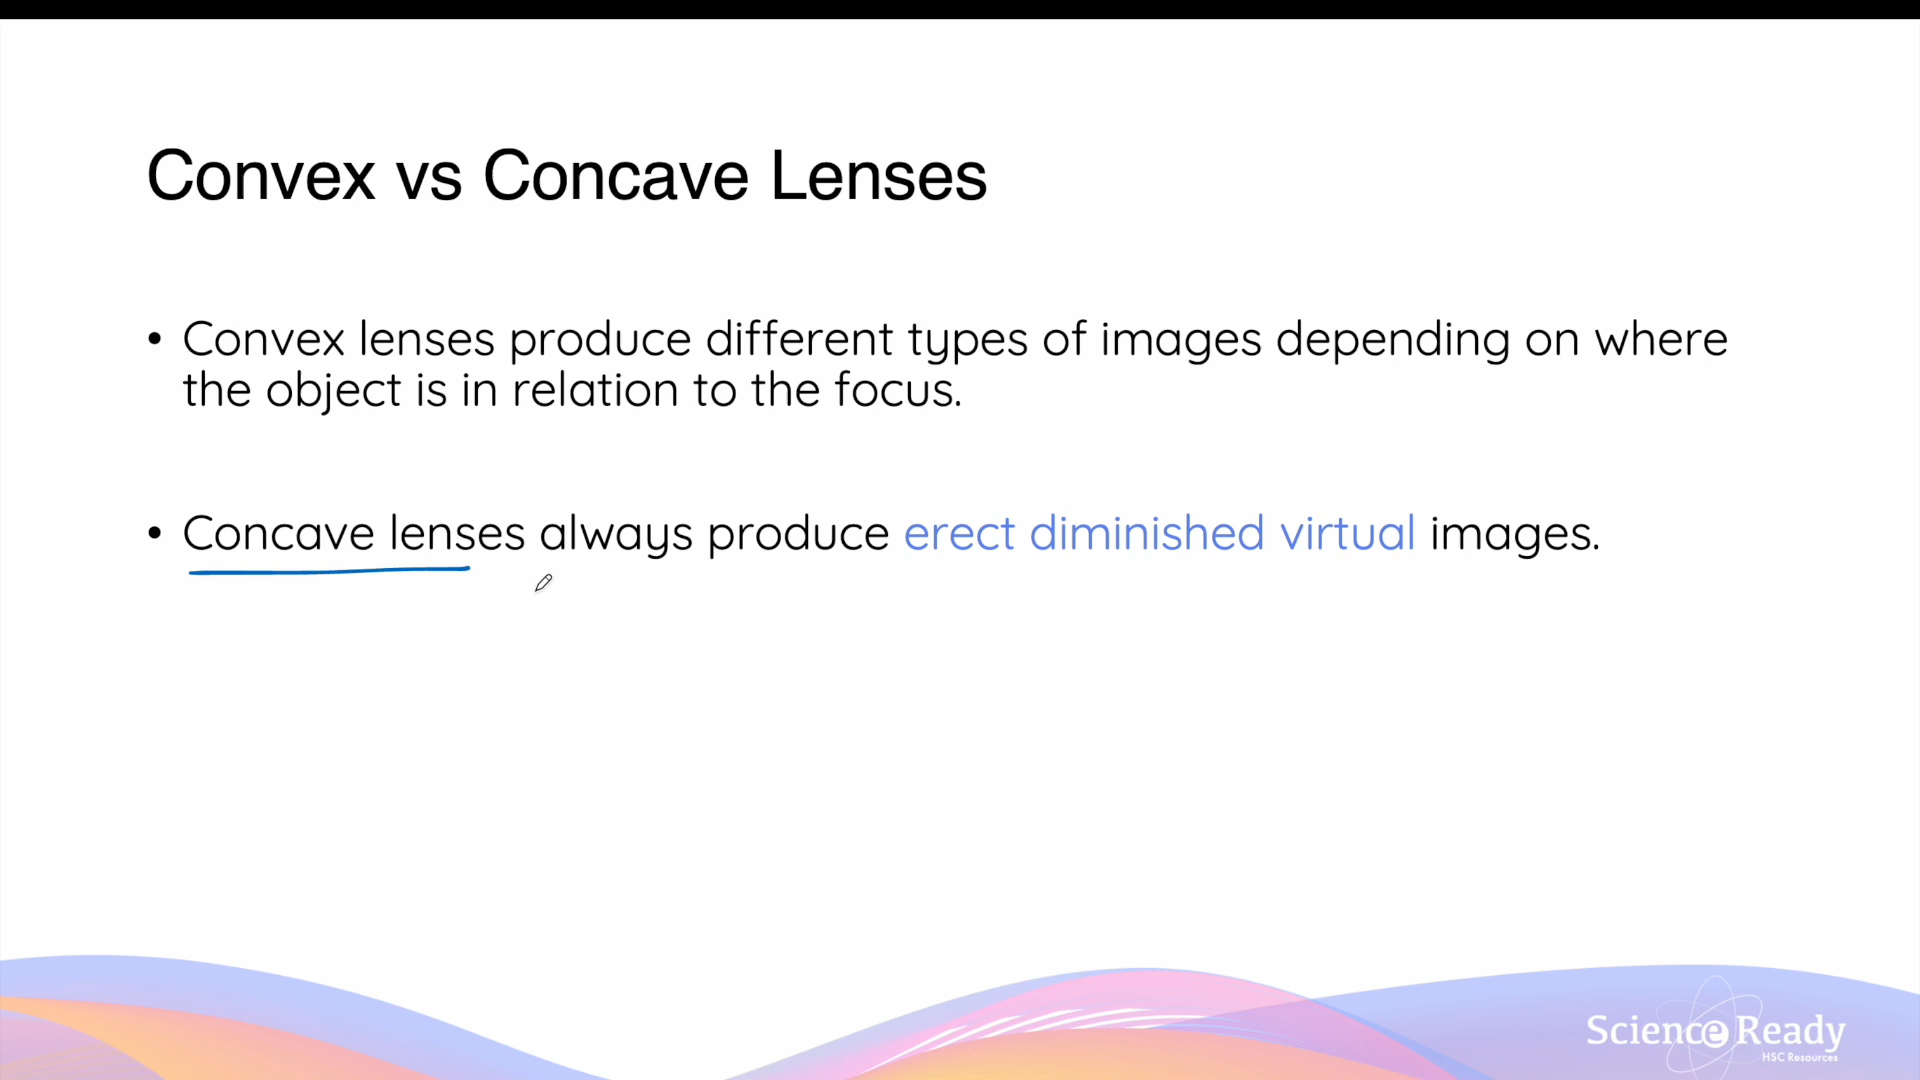 Convex vs Concave Lenses
• Convex lenses produce different types of images depending on where
the object is in relation to the focus.
• Concave lenses always produce erect diminished virtual images.
Science Ready
HSC Resources